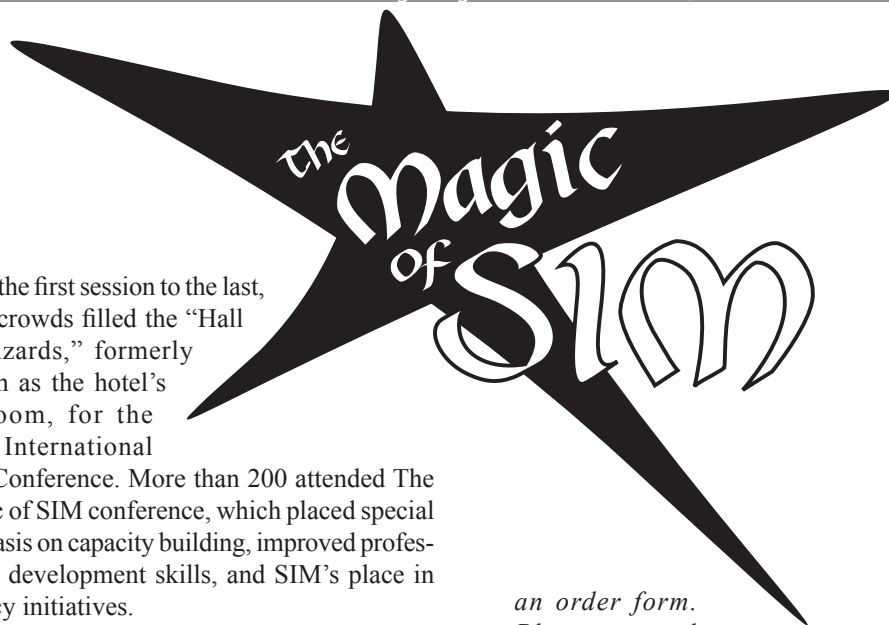 The
Magic
of SIM
the first session to the last,
crowds filled the “Hall
zards,” formerly
as the hotel’s
oom, for the
International
Conference. More than 200 attended The
of SIM conference, which placed special
asis on capacity building, improved profes-
development skills, and SIM’s place in
cy initiatives.
an order form.